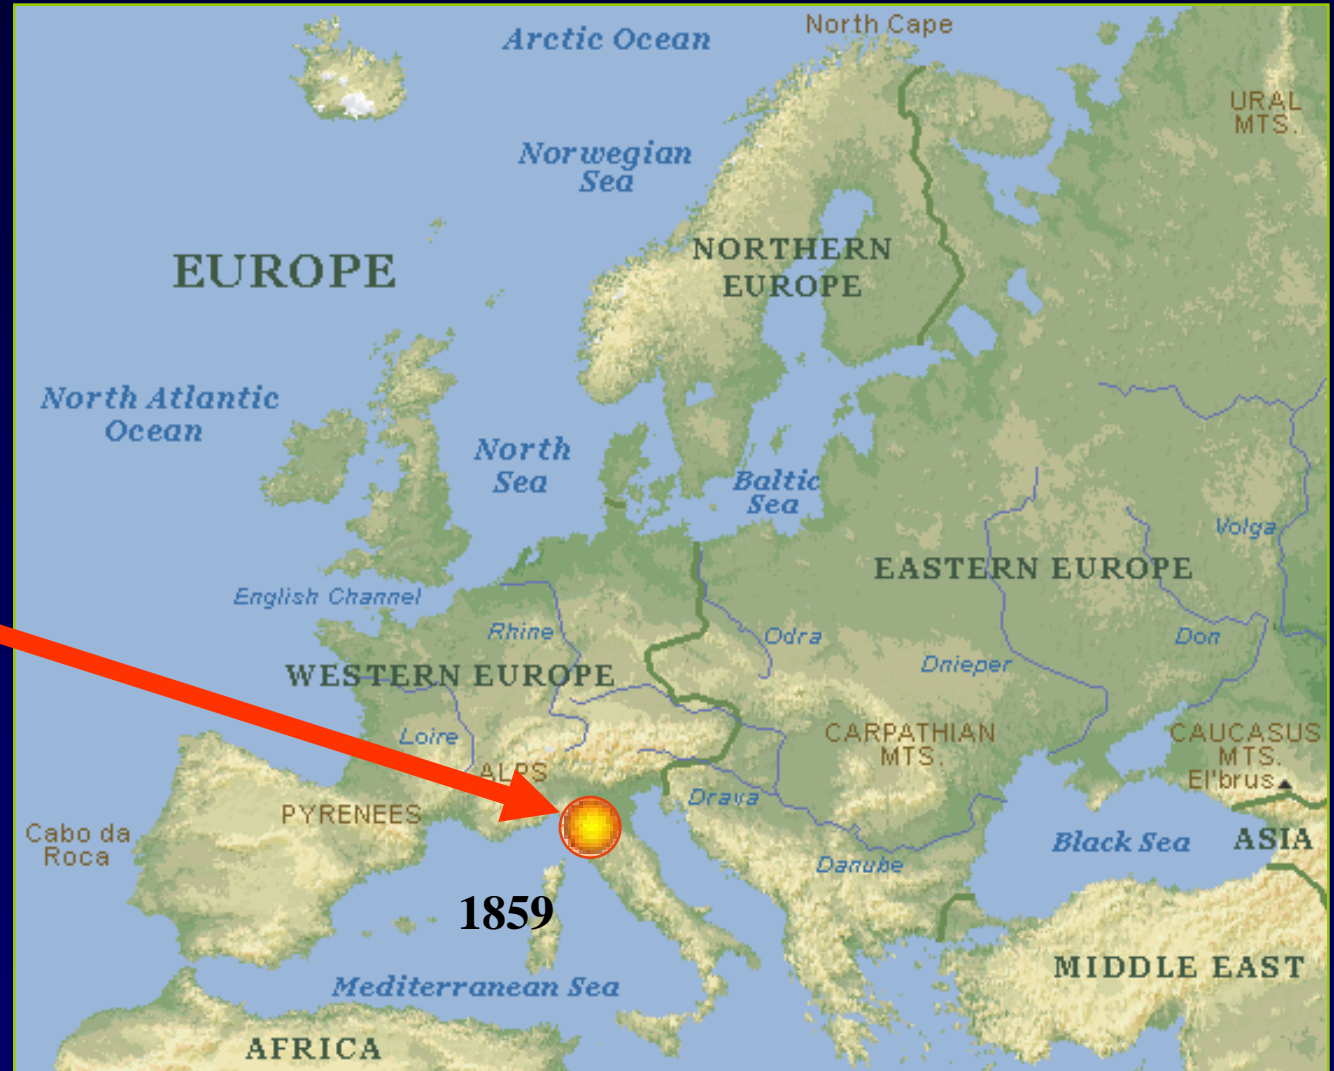 Arctic Ocean
North Cape
URAL
MTS.
Norwegian
Sea
EUROPE
NORTHERN
EUROPE
North Atlantic
Ocean
North
Sea
Baltic
Sea
Volga
EASTERN EUROPE
English Channel
Rhine
Odra
Don
Dnieper
WESTERN EUROPE
Loire
CARPATHIAN
MTS.
CAUCASUS
MTS.
El'brus
ALPS
Drava
PYRENEES
Cabo da
Roca
Black Sea
ASIA
Danube
1859
MIDDLE EAST
Mediterranean Sea
AFRICA